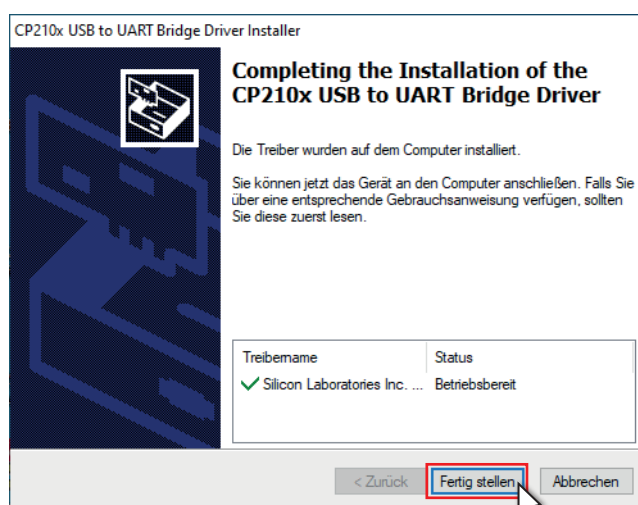 CP210x USB to UART Bridge Driver Installer
Completing the Installation of the
CP210x USB to UART Bridge Driver
Die Treiber wurden auf dem Computer installiert.
Sie können jetzt das Gerät an den Computer anschließen. Falls Sie
über eine entsprechende Gebrauchsanweisung verfügen, sollten
Sie diese zuerst lesen.
Treibername Status
Silicon Laboratories Inc. ... Betriebsbereit
< Zurück Fertig stellen Abbrechen